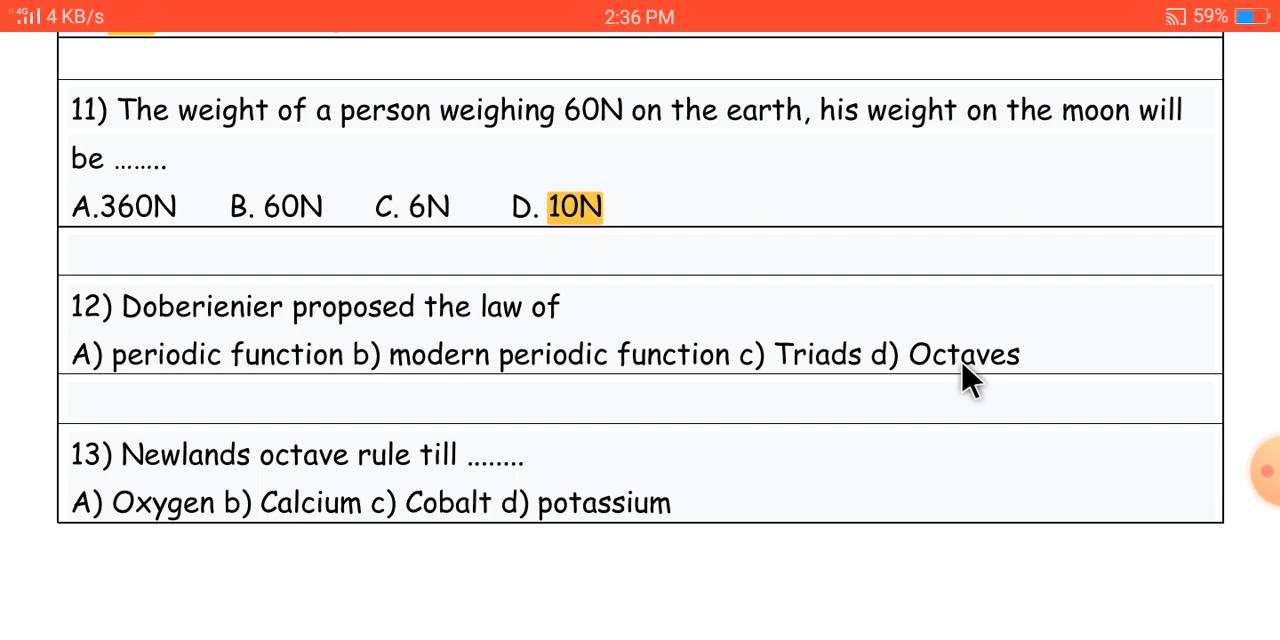 4G 4 KB/s 2:36 PM 59%
11) The weight of a person weighing 60N on the earth, his weight on the moon will
be ........
A.360N B. 60N C. 6N D. 10N
12) Doberienier proposed the law of
A) periodic function b) modern periodic function c) Triads d) Octaves
13) Newlands octave rule till ........
A) Oxygen b) Calcium c) Cobalt d) potassium